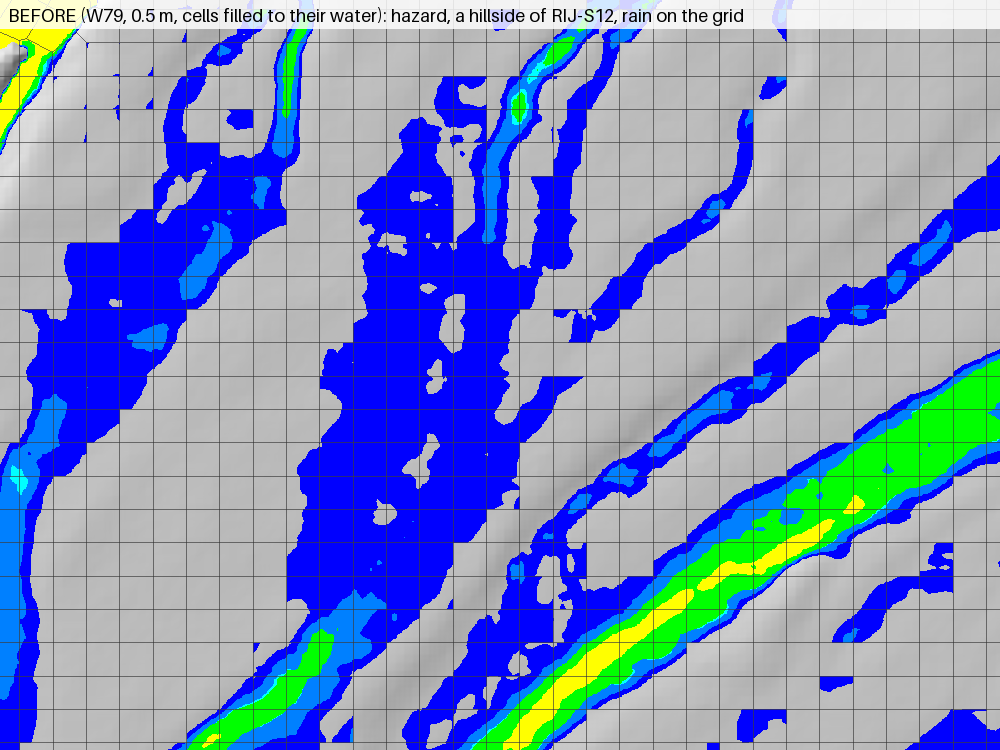 BEFORE (W79, 0.5 m, cells filled to their water): hazard, a hillside of RIJ-S12, rain on the grid